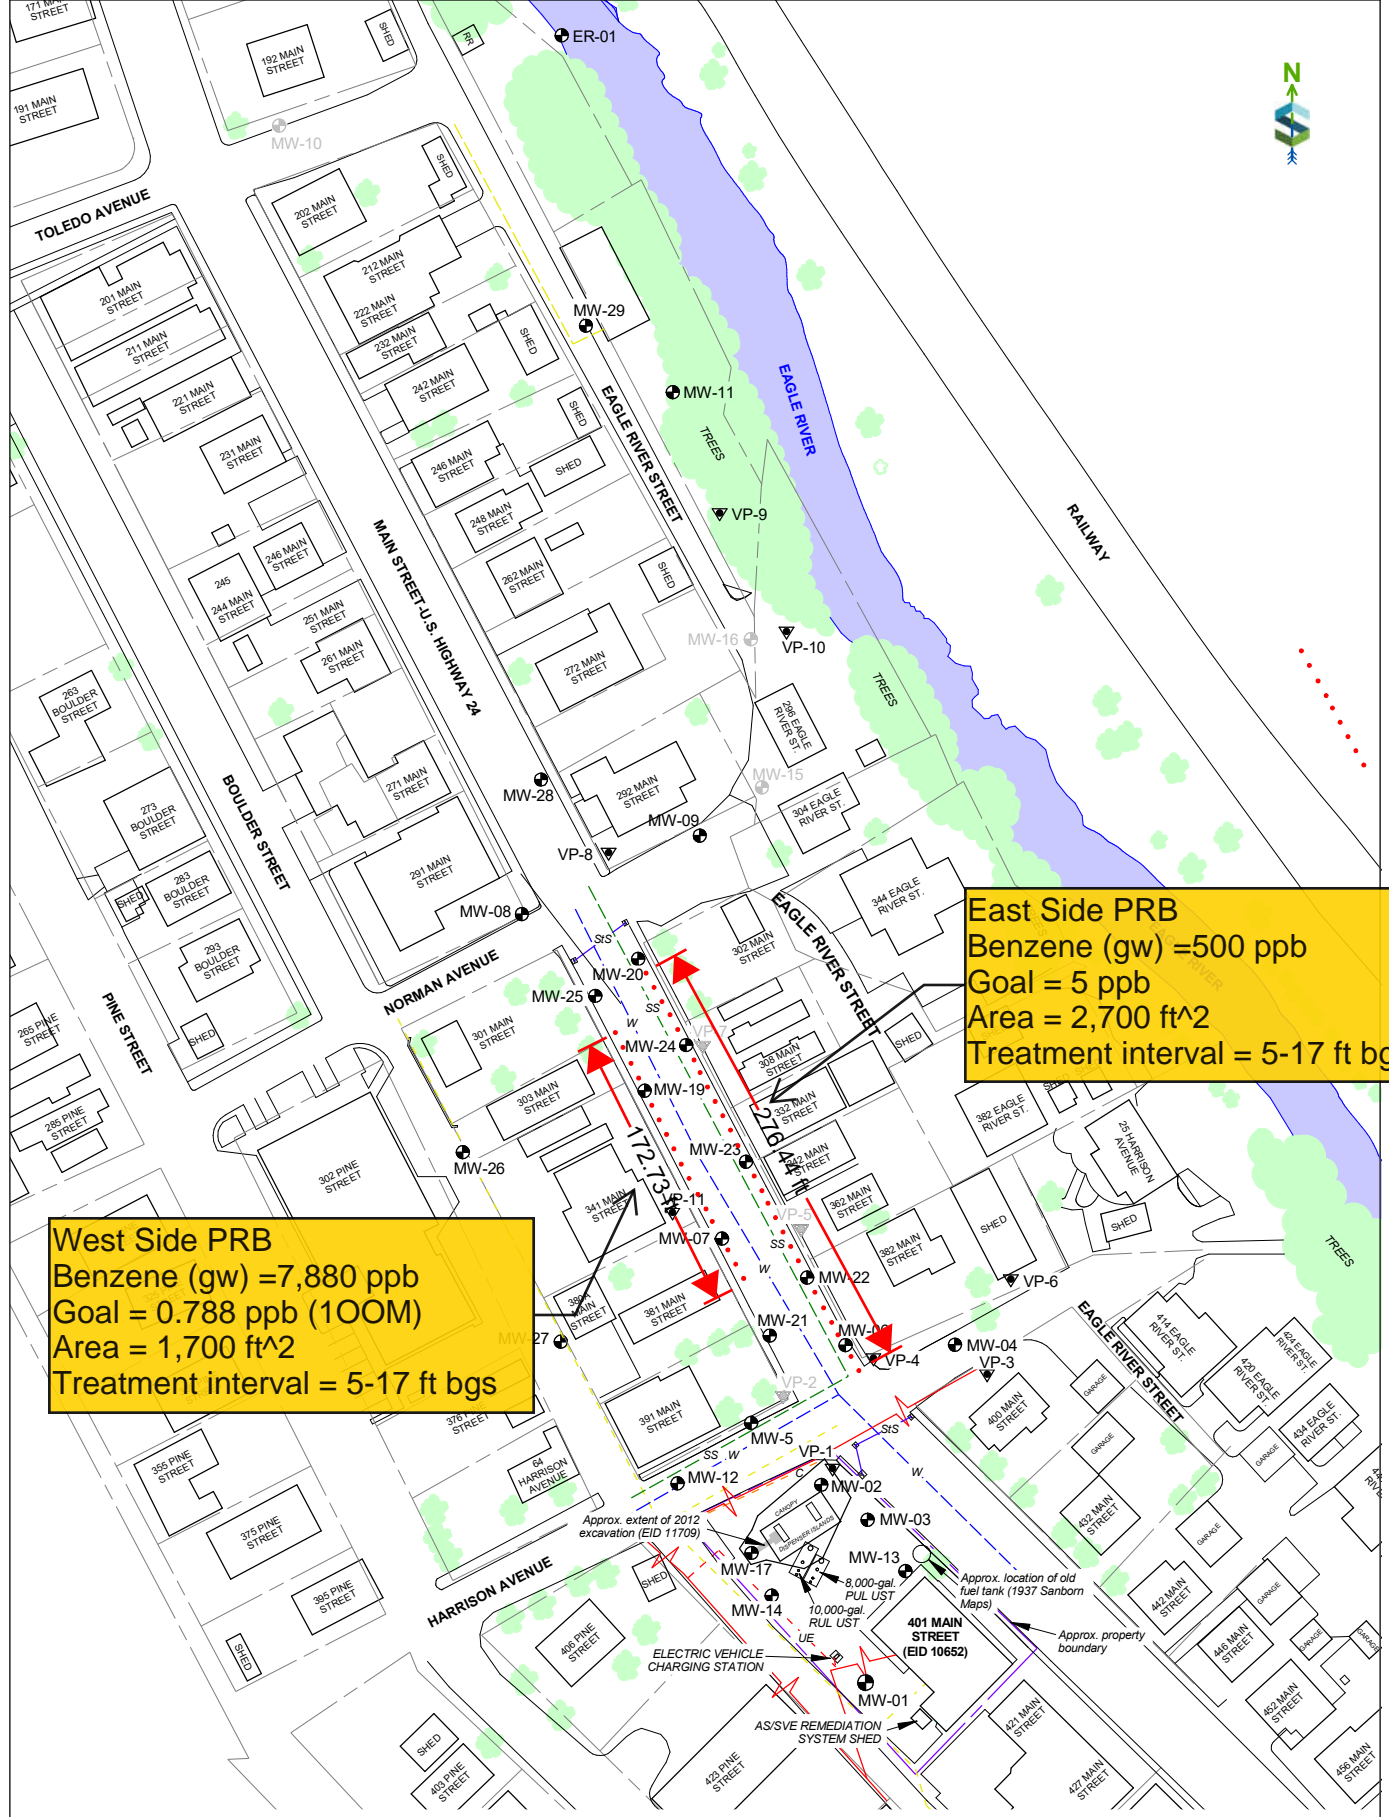 171 MAIN
STREET
192 MAIN
STREET
SHED
RR
ER-01
N
191 MAIN
STREET
MW-10
TOLEDO AVENUE
202 MAIN
STREET
SHED
201 MAIN
STREET
212 MAIN
STREET
222 MAIN
STREET
232 MAIN
STREET
MW-29
SHED
211 MAIN
STREET
221 MAIN
STREET
242 MAIN
STREET
MW-11
EAGLE RIVER
EAGLE RIVER STREET
SHED
TREES
231 MAIN
STREET
246 MAIN
STREET
SHED
248 MAIN
STREET
VP-9
RAILWAY
MAIN STREET-U.S. HIGHWAY 24
246 MAIN
STREET
262 MAIN
STREET
SHED
245
244 MAIN
STREET
251 MAIN
STREET
261 MAIN
STREET
MW-16
VP-10
272 MAIN
STREET
TREES
263
BOULDER
STREET
296 EAGLE
RIVER ST.
271 MAIN
STREET
MW-28
292 MAIN
STREET
MW-15
304 EAGLE
RIVER ST.
273
BOULDER
STREET
BOULDER STREET
MW-09
VP-8
291 MAIN
STREET
283
BOULDER
STREET
SHED
344 EAGLE
RIVER ST.
MW-08
EAGLE RIVER STREET
302 MAIN
STREET
East Side PRB
Benzene (gw) =500 ppb
Goal = 5 ppb
Area = 2,700 ft^2
Treatment interval = 5-17 ft bg
293
BOULDER
STREET
NORMAN AVENUE
StS
MW-20
MW-25
SS
W
PINE STREET
265 PINE
STREET
SHED
301 MAIN
STREET
VP-7
MW-24
308 MAIN
STREET
SHED
303 MAIN
STREET
MW-19
332 MAIN
STREET
382 EAGLE
RIVER ST.
285 PINE
STREET
276.44 ft
172.73 ft
342 MAIN
STREET
25 HARRISON
AVENUE
MW-26
MW-23
302 PINE
STREET
341 MAIN
STREET
VP-11
362 MAIN
STREET
SHED
SHED
VP-5
MW-07
SS
W
382 MAIN
STREET
TREES
West Side PRB
Benzene (gw) =7,880 ppb
Goal = 0.788 ppb (1OOM)
Area = 1,700 ft^2
Treatment interval = 5-17 ft bgs
MW-22
VP-6
380A
MAIN
STREET
381 MAIN
STREET
MW-27
MW-21
MW-04
VP-4
VP-3
EAGLE RIVER STREET
414 EAGLE
RIVER ST.
424 EAGLE
RIVER ST.
420 EAGLE
RIVER ST.
434 EAGLE
RIVER ST.
VP-2
GARAGE
400 MAIN
STREET
391 MAIN
STREET
MW-5
StS
GARAGE
GARAGE
376 PINE
STREET
SS
W
VP-1
355 PINE
STREET
64
HARRISON
AVENUE
MW-12
C
MW-02
W
CANOPY
DISPENSER ISLANDS
MW-03
432 MAIN
STREET
GARAGE
Approx. extent of 2012
excavation (EID 11709)
375 PINE
STREET
MW-17
MW-13
HARRISON AVENUE
SHED
8,000-gal.
PUL UST
Approx. location of old
fuel tank (1937 Sanborn
Maps)
395 PINE
STREET
MW-14
10,000-gal.
RUL UST
442 MAIN
STREET
GARAGE
401 MAIN
STREET
(EID 10652)
UE
Approx. property
boundary
406 PINE
STREET
446 MAIN
STREET
GARAGE
GARAGE
SHED
ELECTRIC VEHICLE
CHARGING STATION
MW-01
452 MAIN
STREET
AS/SVE REMEDIATION
SYSTEM SHED
421 MAIN
STREET
SHED
403 PINE
STREET
423 PINE
STREET
427 MAIN
STREET
456 MAIN
STREET